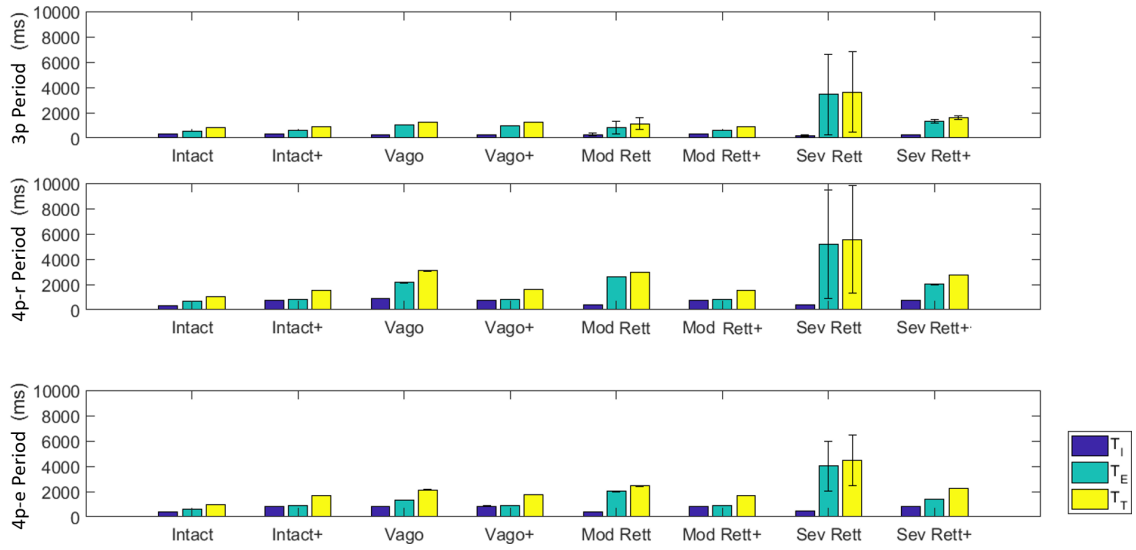 3p Period (ms)
10000
8000
6000
4000
2000
0
Intact Intact+ Vago Vago+ Mod Rett Mod Rett+ Sev Rett Sev Rett+
4p-r Period (ms)
10000
8000
6000
4000
2000
0
Intact Intact+ Vago Vago+ Mod Rett Mod Rett+ Sev Rett Sev Rett+
4p-e Period (ms)
10000
8000
6000
4000
2000
0
Intact Intact+ Vago Vago+ Mod Rett Mod Rett+ Sev Rett Sev Rett+
T_I
T_E
T_T